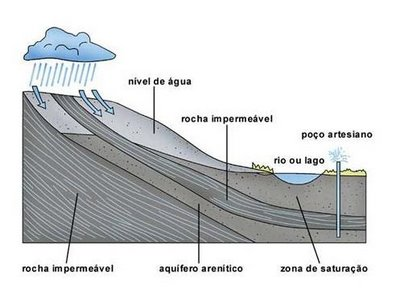 nível de água
rocha impermeável
poço artesiano
rio ou lago
rocha impermeável
aquífero arenítico
zona de saturação